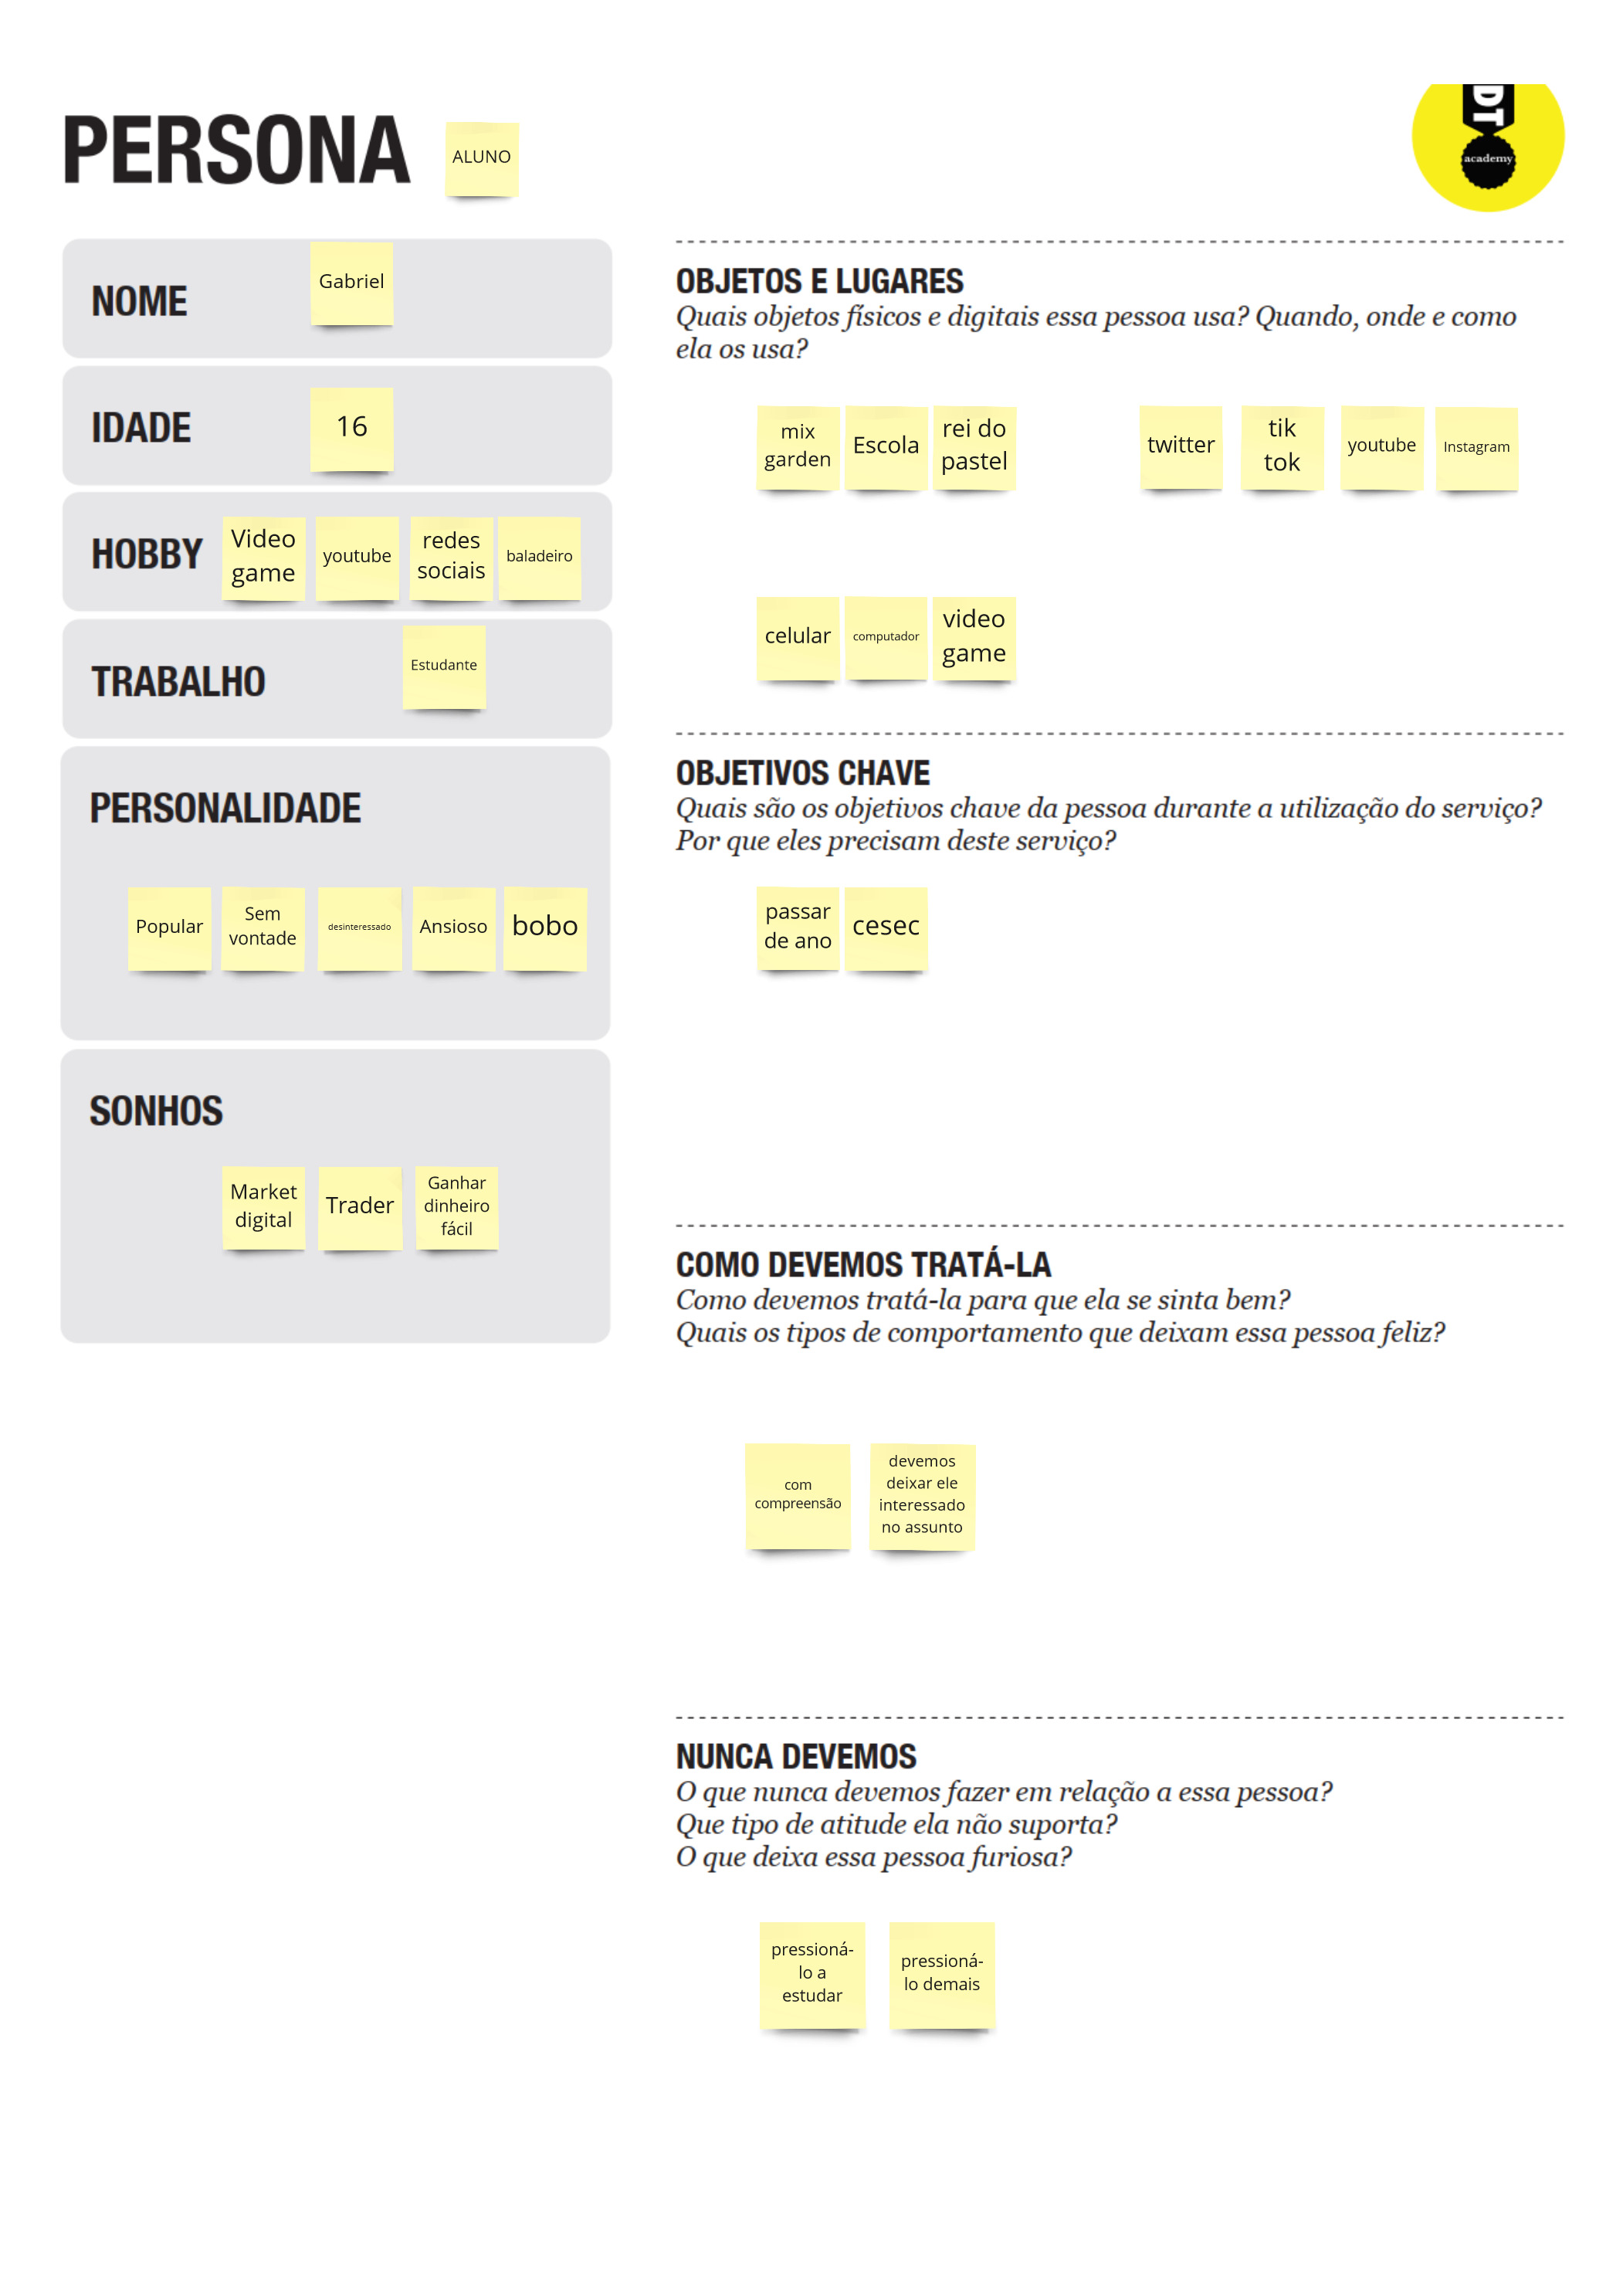 PERSONA
ALUNO
DT
academy
NOME
Gabriel
IDADE
16
HOBBY
Video
game
youtube
redes
sociais
baladeiro
TRABALHO
Estudante
PERSONALIDADE
Popular
Sem
vontade
desinteressado
Ansioso
bobo
SONHOS
Market
digital
Trader
Ganhar
dinheiro
fácil
OBJETOS E LUGARES
Quais objetos físicos e digitais essa pessoa usa? Quando, onde e como
ela os usa?
mix
garden
Escola
rei do
pastel
twitter
tik
tok
youtube
Instagram
celular
computador
video
game
OBJETIVOS CHAVE
Quais são os objetivos chave da pessoa durante a utilização do serviço?
Por que eles precisam deste serviço?
passar
de ano
cesec
COMO DEVEMOS TRATÁ-LA
Como devemos tratá-la para que ela se sinta bem?
Quais os tipos de comportamento que deixam essa pessoa feliz?
com
compreensão
devemos
deixar ele
interessado
no assunto
NUNCA DEVEMOS
O que nunca devemos fazer em relação a essa pessoa?
Que tipo de atitude ela não suporta?
O que deixa essa pessoa furiosa?
pressioná-
lo a
estudar
pressioná-
lo demais